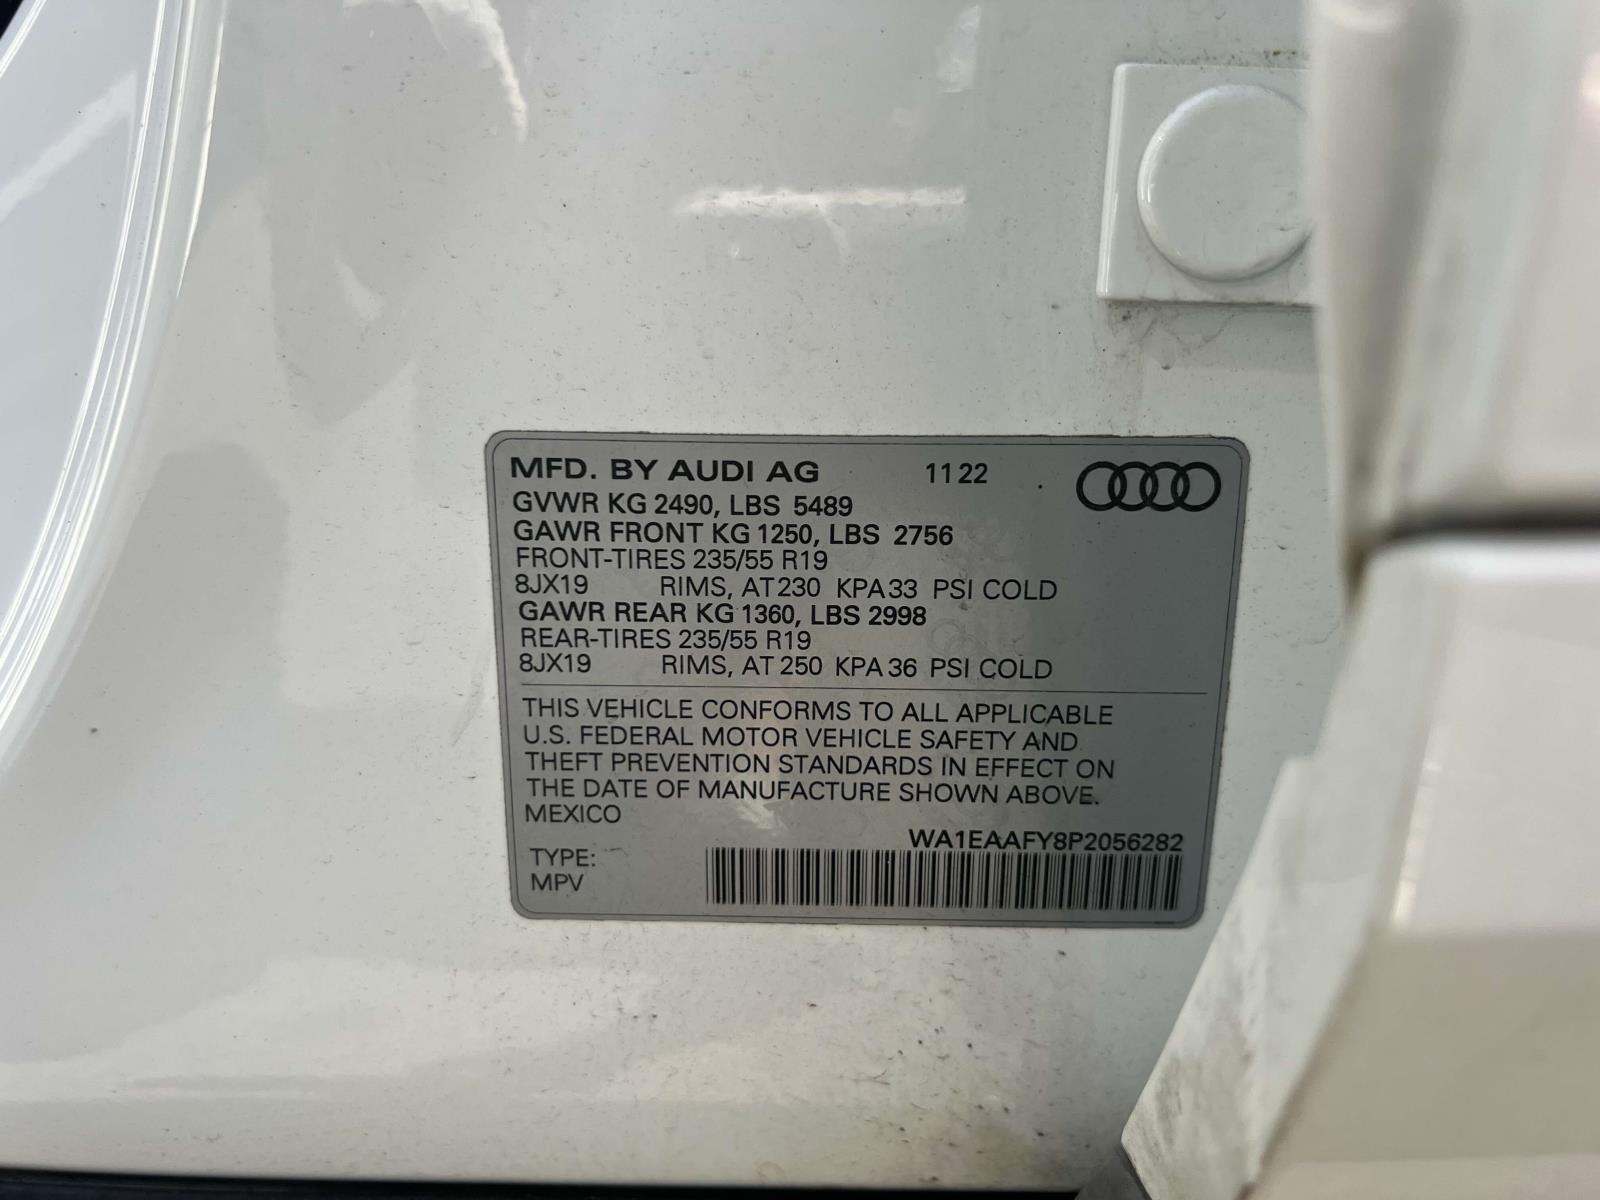 MFD. BY AUDI AG 11 22
GVWR KG 2490, LBS 5489
GAWR FRONT KG 1250, LBS 2756
FRONT-TIRES 235/55 R19
8JX19 RIMS, AT 230 KPA 33 PSI COLD
GAWR REAR KG 1360, LBS 2998
REAR-TIRES 235/55 R19
8JX19 RIMS, AT 250 KPA 36 PSI COLD
THIS VEHICLE CONFORMS TO ALL APPLICABLE
U.S. FEDERAL MOTOR VEHICLE SAFETY AND
THEFT PREVENTION STANDARDS IN EFFECT ON
THE DATE OF MANUFACTURE SHOWN ABOVE.
MEXICO
WA1EAAFY8P2056282
TYPE:
MPV